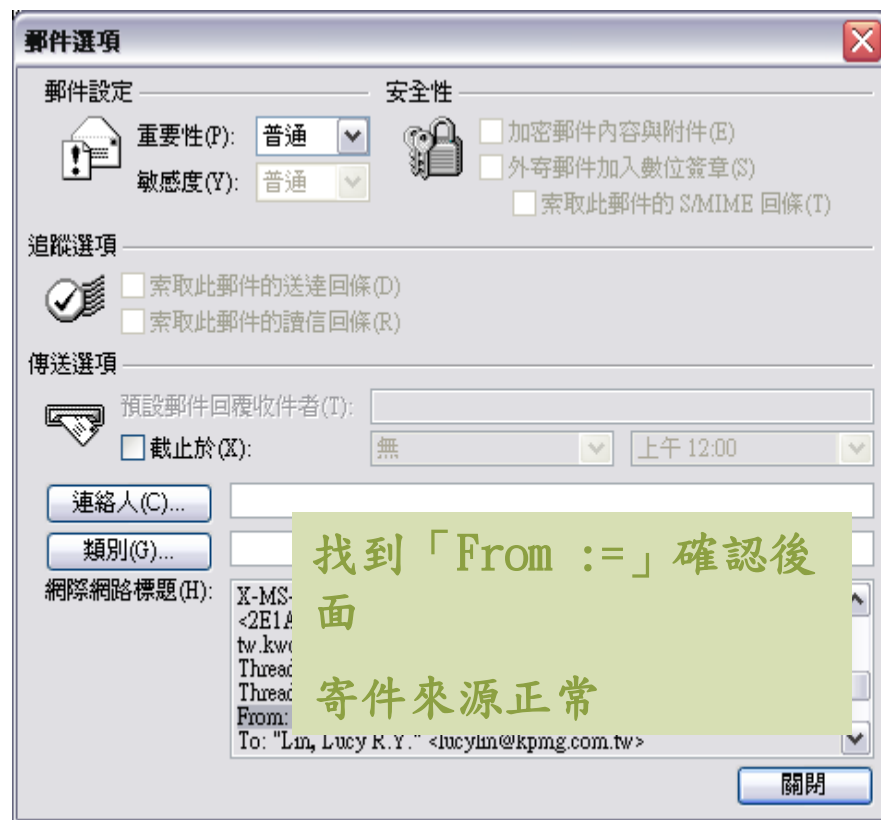 郵件選項
郵件設定
安全性
重要性(P): 普通
敏感度(Y): 普通
加密郵件內容與附件(E)
外寄郵件加入數位簽章(S)
索取此郵件的 S/MIME 回條(T)
追蹤選項
索取此郵件的送達回條(D)
索取此郵件的讀信回條(R)
傳送選項
預設郵件回覆收件者(T):
截止於(X): 無 上午 12:00
連絡人(C)...
類別(G)...
網際網路標題(H):
X-MS-
<2E1A
Thread
Thread
From:
To: "Lin, Lucy R.Y." <lucylin@kpmg.com.tw>
找到「From :=」確認後
面
寄件來源正常
關閉